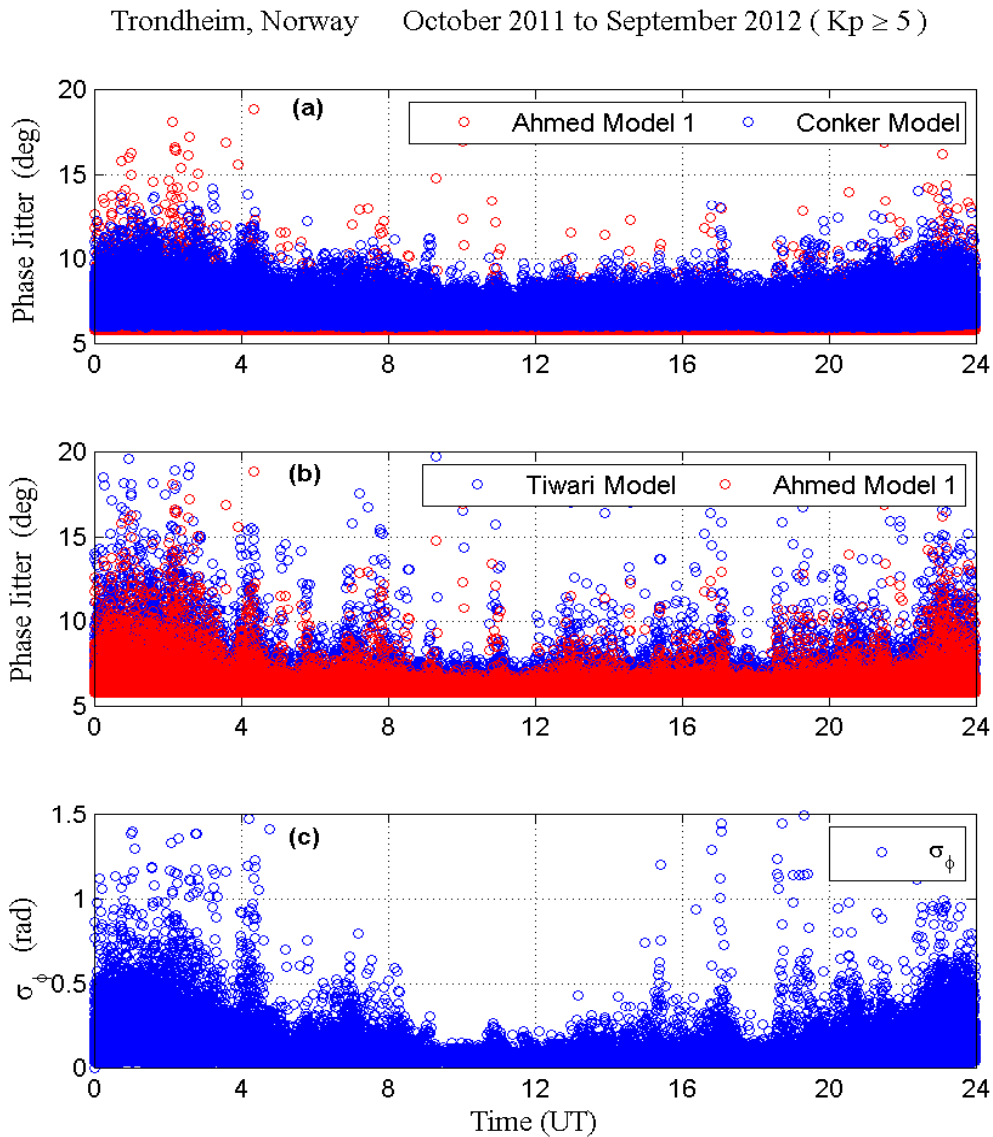 Trondheim, Norway October 2011 to September 2012 ( Kp ≥ 5 )
20
15
10
5
Phase Jitter (deg)
(a)
Ahmed Model 1 Conker Model
0 4 8 12 16 20 24
20
15
10
5
Phase Jitter (deg)
(b)
Tiwari Model Ahmed Model 1
0 4 8 12 16 20 24
1.5
1
0.5
0
σϕ (rad)
(c)
σϕ
0 4 8 12 16 20 24
Time (UT)